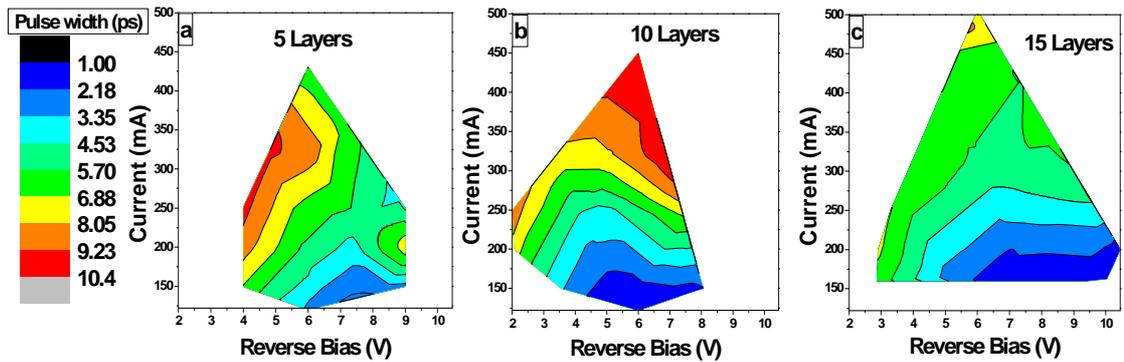 Pulse width (ps)
1.00
2.18
3.35
4.53
5.70
6.88
8.05
9.23
10.4
a
5 Layers
Current (mA)
500
450
400
350
300
250
200
150
2 3 4 5 6 7 8 9 10
Reverse Bias (V)
b
10 Layers
Current (mA)
500
450
400
350
300
250
200
150
2 3 4 5 6 7 8 9 10
Reverse Bias (V)
c
15 Layers
Current (mA)
500
450
400
350
300
250
200
150
2 3 4 5 6 7 8 9 10
Reverse Bias (V)